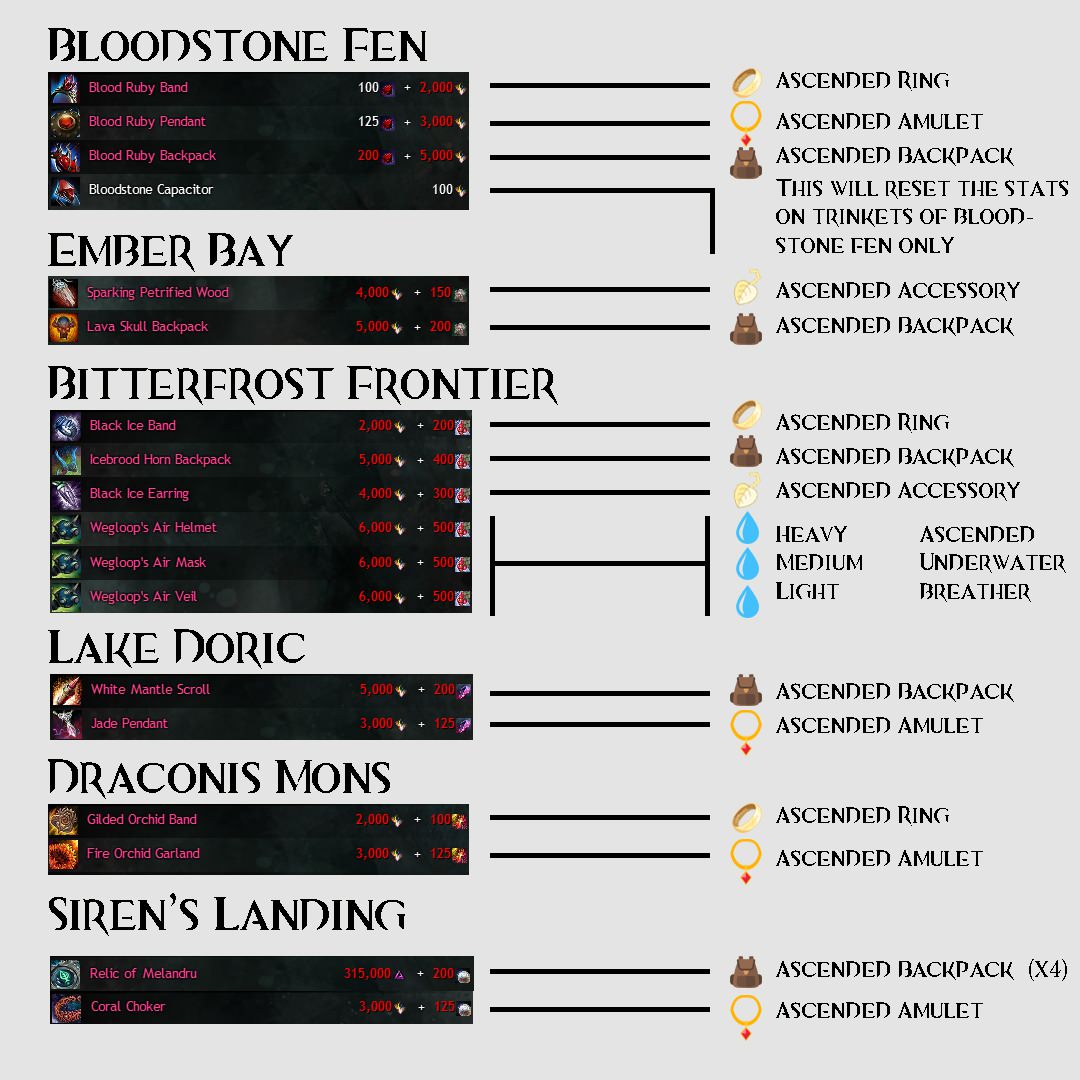 Bloodstone Fen
Blood Ruby Band 100 + 2,000 Ascended Ring
Blood Ruby Pendant 125 + 3,000 Ascended Amulet
Blood Ruby Backpack 200 + 5,000 Ascended Backpack
Bloodstone Capacitor 100 This will reset the stats
on trinkets of Blood-
stone Fen only
Ember Bay
Sparking Petrified Wood 4,000 + 150 Ascended Accessory
Lava Skull Backpack 5,000 + 200 Ascended Backpack
Bitterfrost Frontier
Black Ice Band 2,000 + 200 Ascended Ring
Icebrood Horn Backpack 5,000 + 400 Ascended Backpack
Black Ice Earring 4,000 + 300 Ascended Accessory
Wegloop's Air Helmet 6,000 + 500 Heavy Ascended
Wegloop's Air Mask 6,000 + 500 Medium Underwater
Wegloop's Air Veil 6,000 + 500 Light Breather
Lake Doric
White Mantle Scroll 5,000 + 200 Ascended Backpack
Jade Pendant 3,000 + 125 Ascended Amulet
Draconis Mons
Gilded Orchid Band 2,000 + 100 Ascended Ring
Fire Orchid Garland 3,000 + 125 Ascended Amulet
Siren's Landing
Relic of Melandru 315,000 + 200 Ascended Backpack (x4)
Coral Choker 3,000 + 125 Ascended Amulet